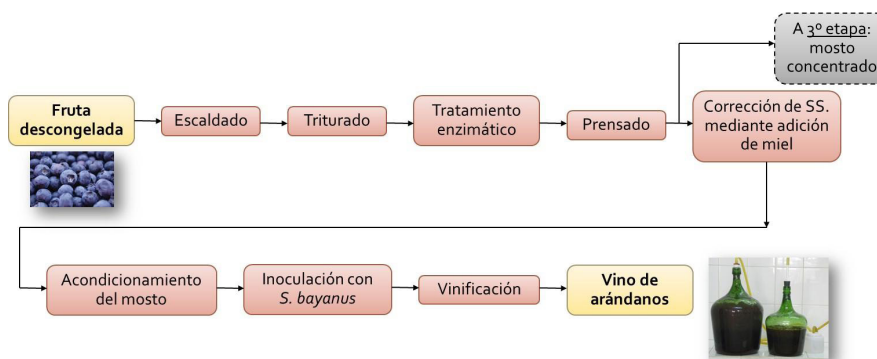 A 3º etapa:
mosto
concentrado
Fruta
descongelada
Escaldado
Triturado
Tratamiento
enzimático
Prensado
Corrección de SS.
mediante adición
de miel
Acondicionamiento
del mosto
Inoculación con
S. bayanus
Vinificación
Vino de
arándanos